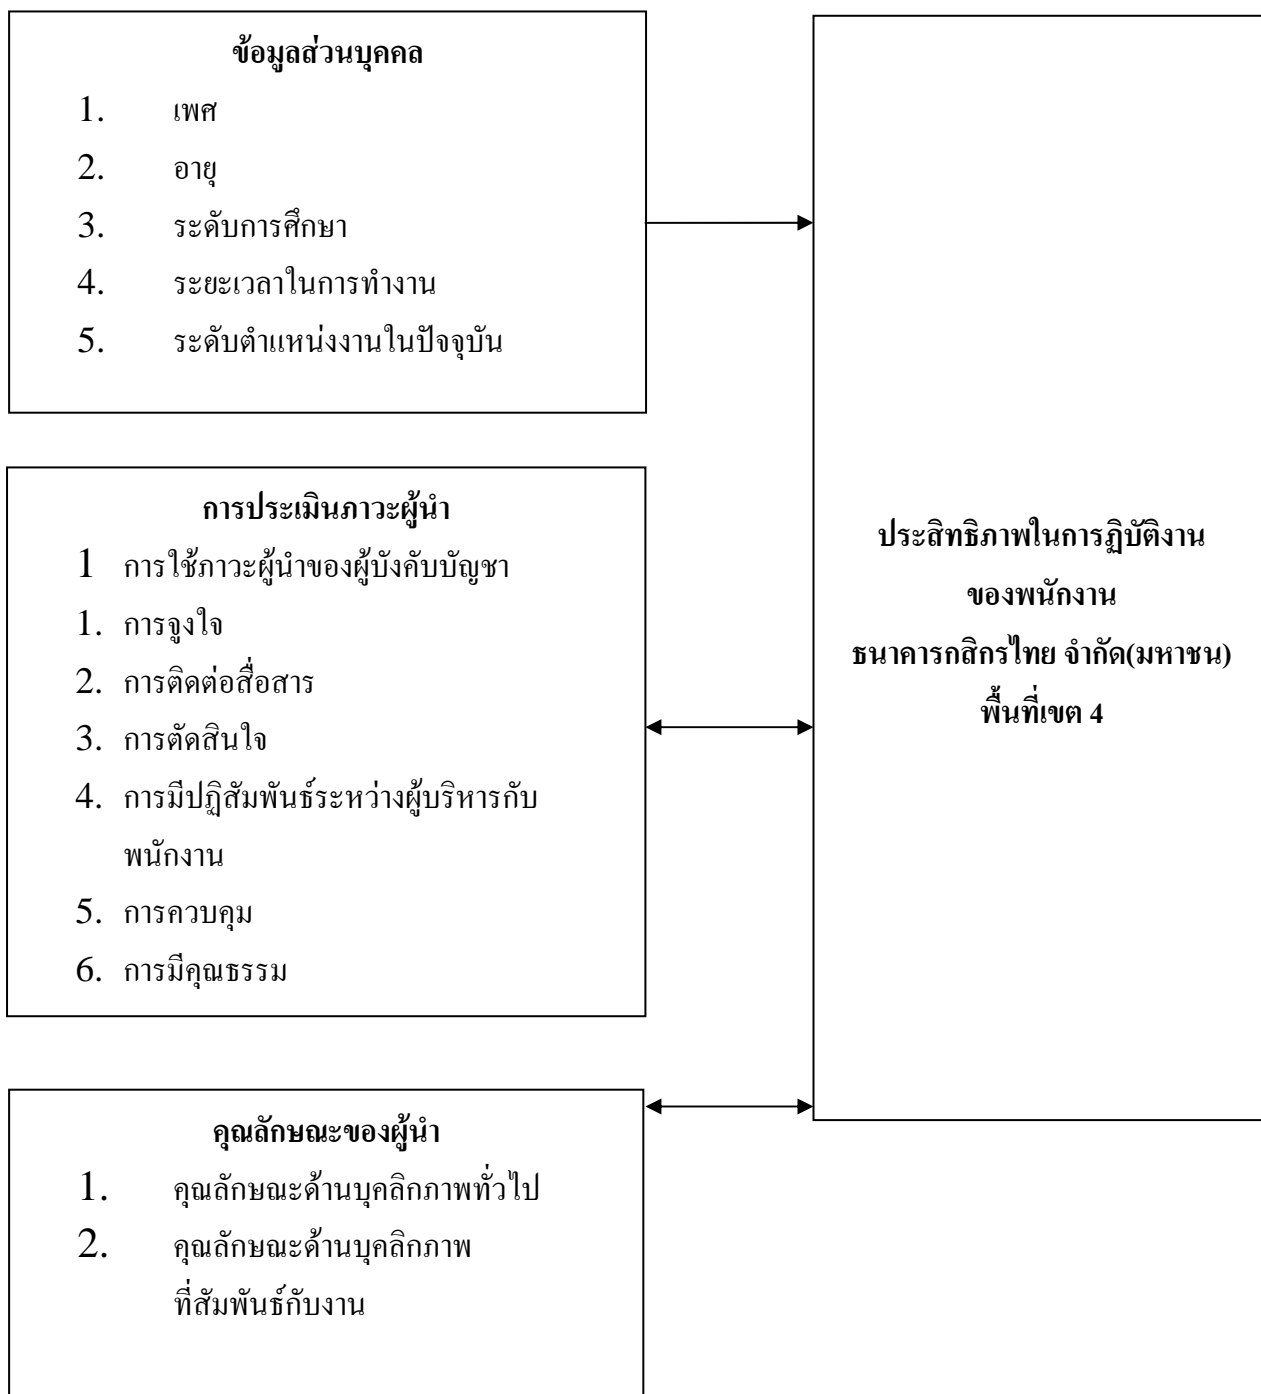 ข้อมูลส่วนบุคคล
1. เพศ
2. อายุ
3. ระดับการศึกษา
4. ระยะเวลาในการทำงาน
5. ระดับตำแหน่งงานในปัจจุบัน
การประเมินภาวะผู้นำ
1 การใช้ภาวะผู้นำของผู้บังคับบัญชา
1. การจูงใจ
2. การติดต่อสื่อสาร
3. การตัดสินใจ
4. การมีปฏิสัมพันธ์ระหว่างผู้บริหารกับ
พนักงาน
5. การควบคุม
6. การมีคุณธรรม
คุณลักษณะของผู้นำ
1. คุณลักษณะด้านบุคลิกภาพทั่วไป
2. คุณลักษณะด้านบุคลิกภาพ
ที่สัมพันธ์กับงาน
ประสิทธิภาพในการฏิบัติงาน
ของพนักงาน
ธนาคารกสิกรไทย จำกัด(มหาชน)
พื้นที่เขต 4